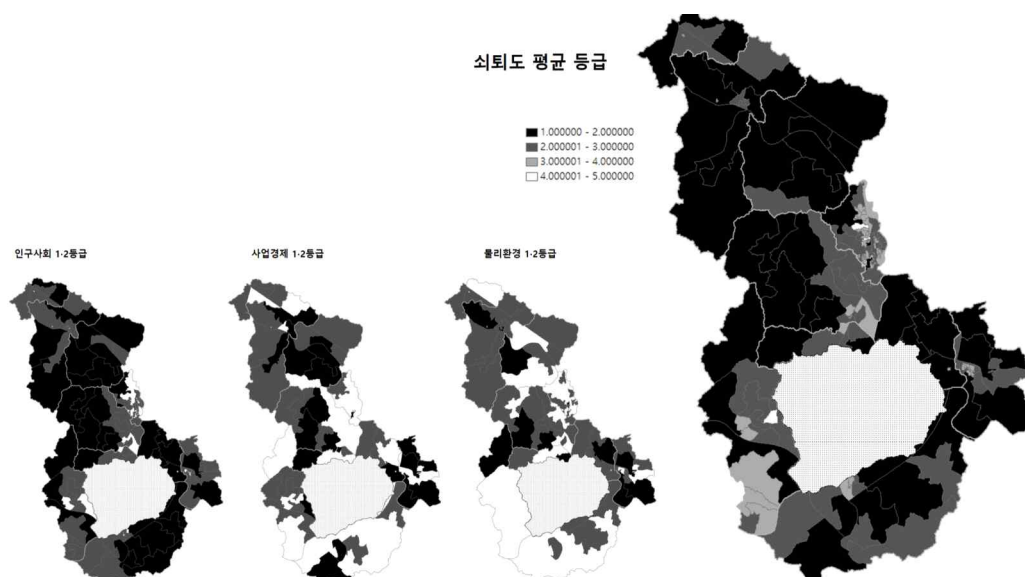 쇠퇴도 평균 등급
1.000000 - 2.000000
2.000001 - 3.000000
3.000001 - 4.000000
4.000001 - 5.000000
인구사회 1·2등급
사업경제 1·2등급
물리환경 1·2등급